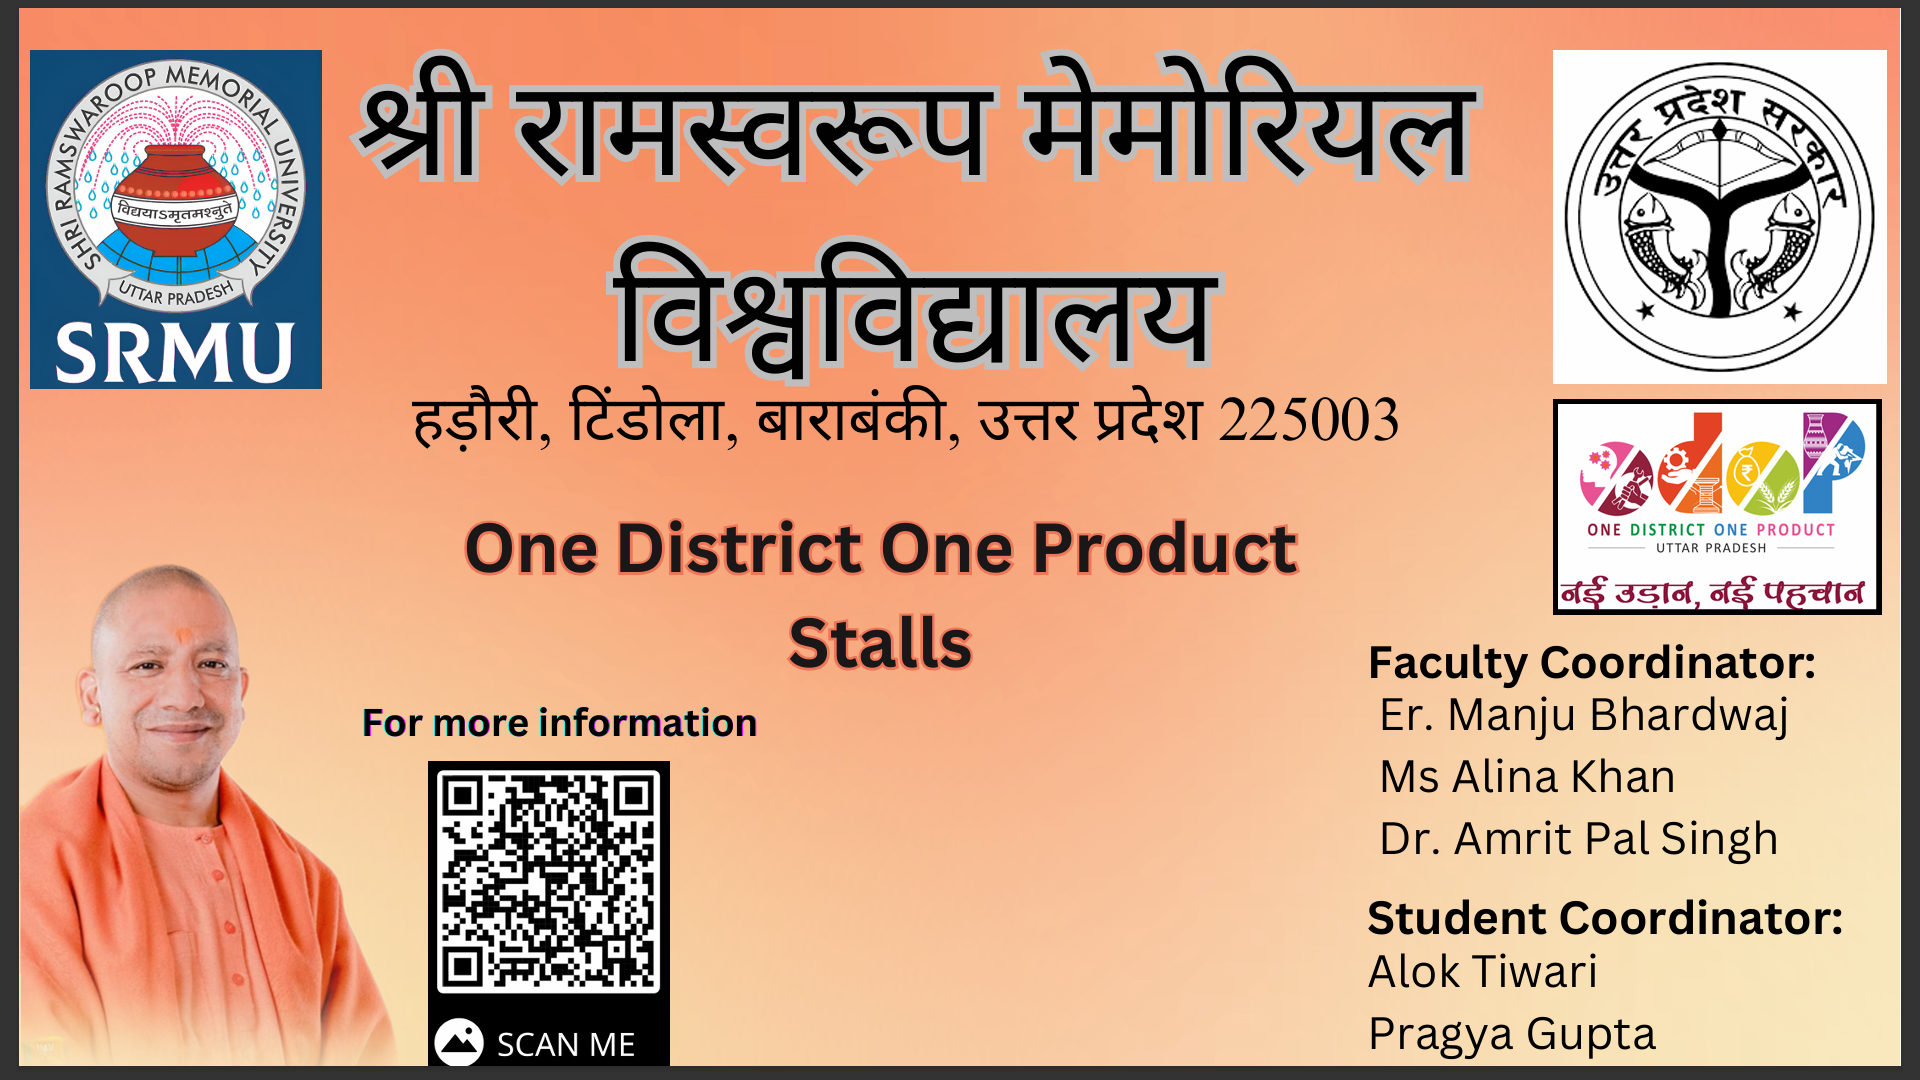 SHRI RAMSWAROOP MEMORIAL UNIVERSITY
विद्ययाऽमृतमश्नुते
UTTAR PRADESH
SRMU
श्री रामस्वरूप मेमोरियल
विश्वविद्यालय
हड़ौरी, टिंडोला, बाराबंकी, उत्तर प्रदेश 225003
उत्तर प्रदेश सरकार
odop
ONE DISTRICT ONE PRODUCT
UTTAR PRADESH
नई उड़ान, नई पहचान
One District One Product
Stalls
For more information
SCAN ME
Faculty Coordinator:
Er. Manju Bhardwaj
Ms Alina Khan
Dr. Amrit Pal Singh
Student Coordinator:
Alok Tiwari
Pragya Gupta